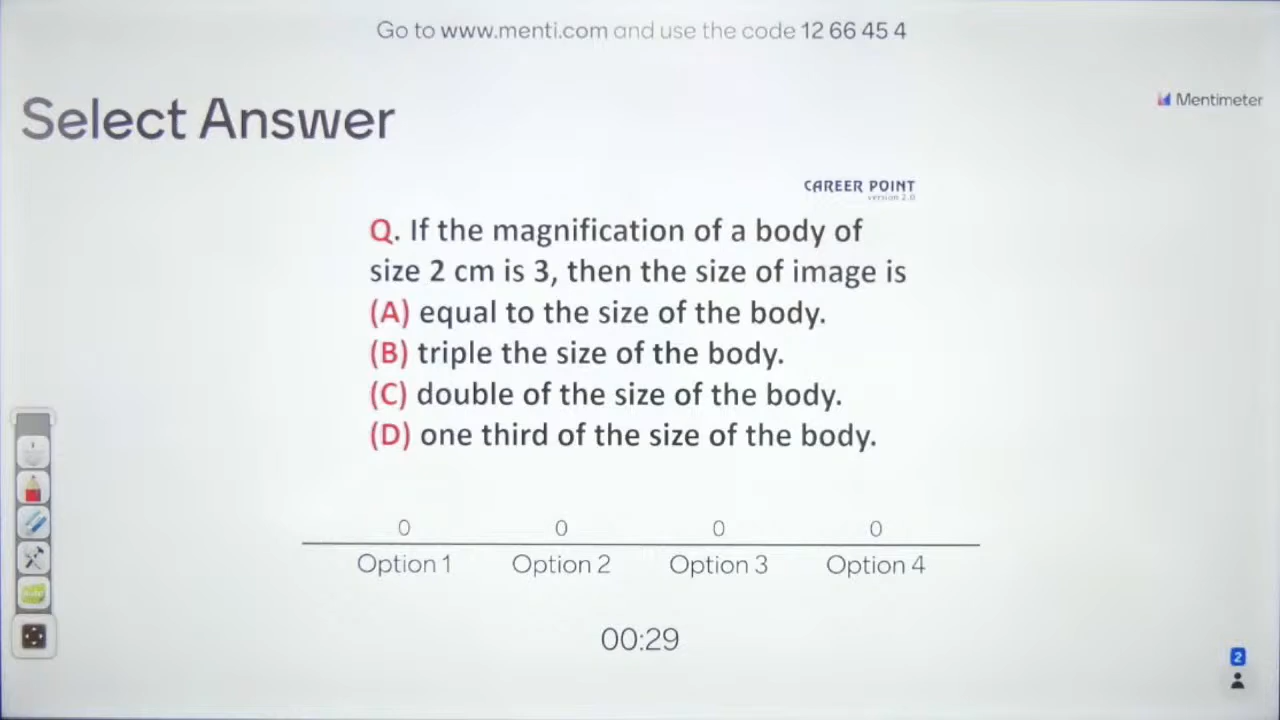 Go to www.menti.com and use the code 12 66 45 4
Select Answer
Mentimeter
CAREER POINT
version 2.0
Q. If the magnification of a body of
size 2 cm is 3, then the size of image is
(A) equal to the size of the body.
(B) triple the size of the body.
(C) double of the size of the body.
(D) one third of the size of the body.
0 0 0 0
Option 1 Option 2 Option 3 Option 4
00:29
2